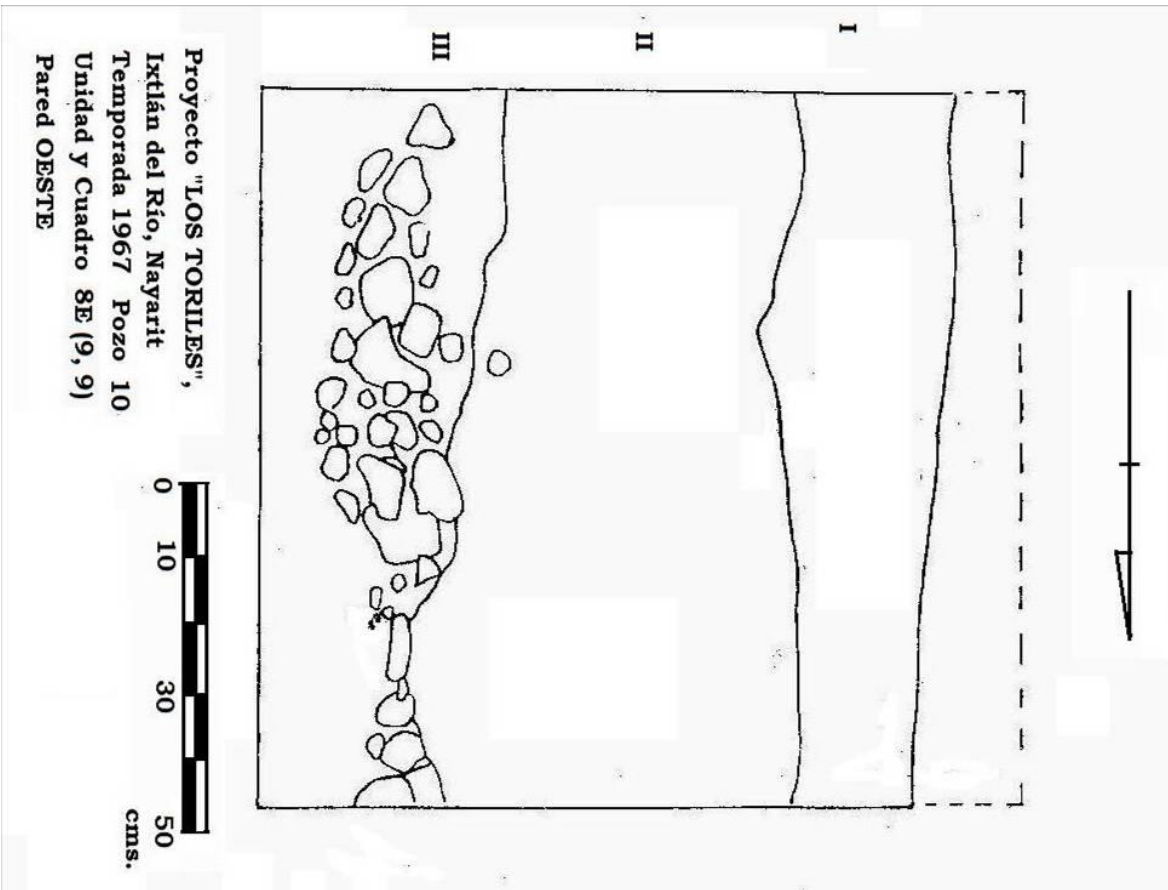 I
II
III
Proyecto "LOS TORILES",
Ixtlán del Río, Nayarit
Temporada 1967 Pozo 10
Unidad y Cuadro 8E (9, 9)
Pared OESTE
0 10 30 50
cms.